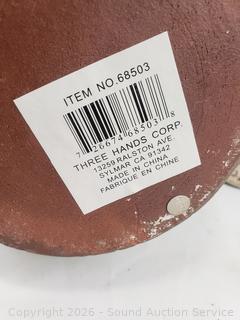 ITEM NO.68503
7 26674 68503 8
THREE HANDS CORP.
13259 RALSTON AVE.
SYLMAR CA 91342
MADE IN CHINA
FABRIQUE EN CHINE
Copyright 2026 - Sound Auction Service